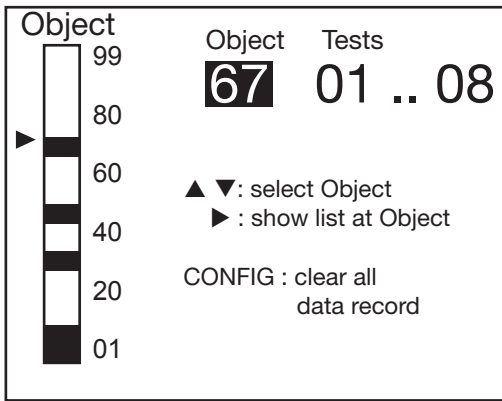 Object
99
80
60
40
20
01
Object Tests
67 01 .. 08
▲ ▼: select Object
▶ : show list at Object
CONFIG : clear all
data record